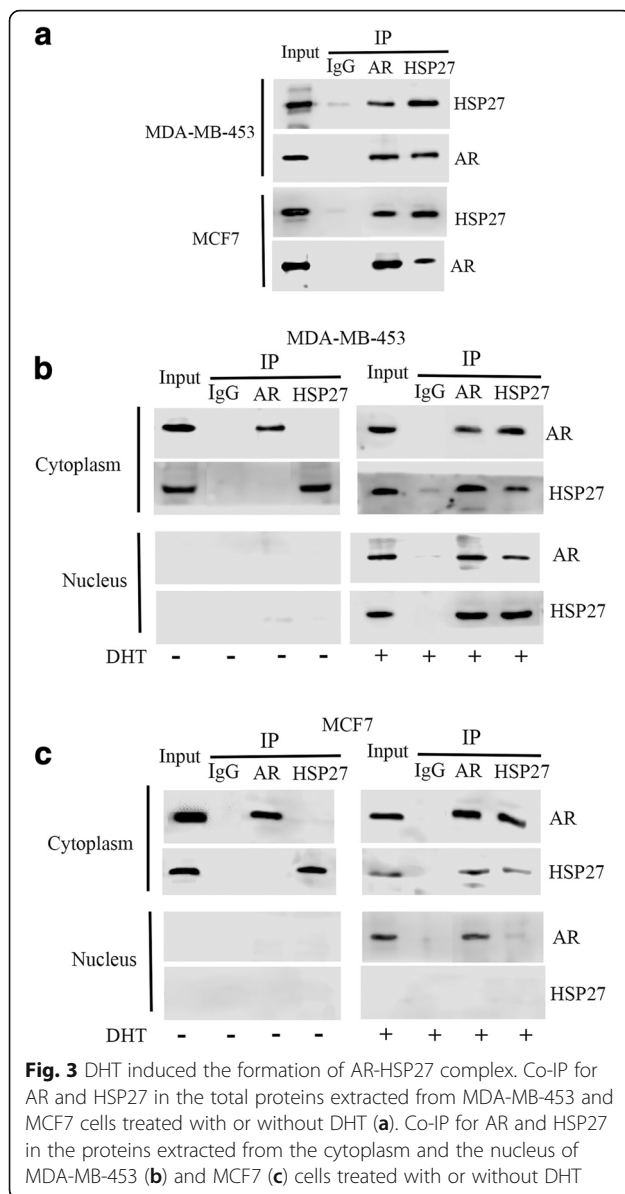 a
IP
Input
IgG AR HSP27
HSP27
MDA-MB-453
AR
HSP27
MCF7
AR
MDA-MB-453
b
IP IP
Input Input
IgG AR HSP27 IgG AR HSP27
AR
Cytoplasm
HSP27
AR
Nucleus
HSP27
DHT - - - - + + + +
MCF7
c
IP IP
Input Input
IgG AR HSP27 IgG AR HSP27
AR
Cytoplasm
HSP27
AR
Nucleus
HSP27
DHT - - - - + + + +
Fig. 3 DHT induced the formation of AR-HSP27 complex. Co-IP for
AR and HSP27 in the total proteins extracted from MDA-MB-453 and
MCF7 cells treated with or without DHT (a). Co-IP for AR and HSP27
in the proteins extracted from the cytoplasm and the nucleus of
MDA-MB-453 (b) and MCF7 (c) cells treated with or without DHT